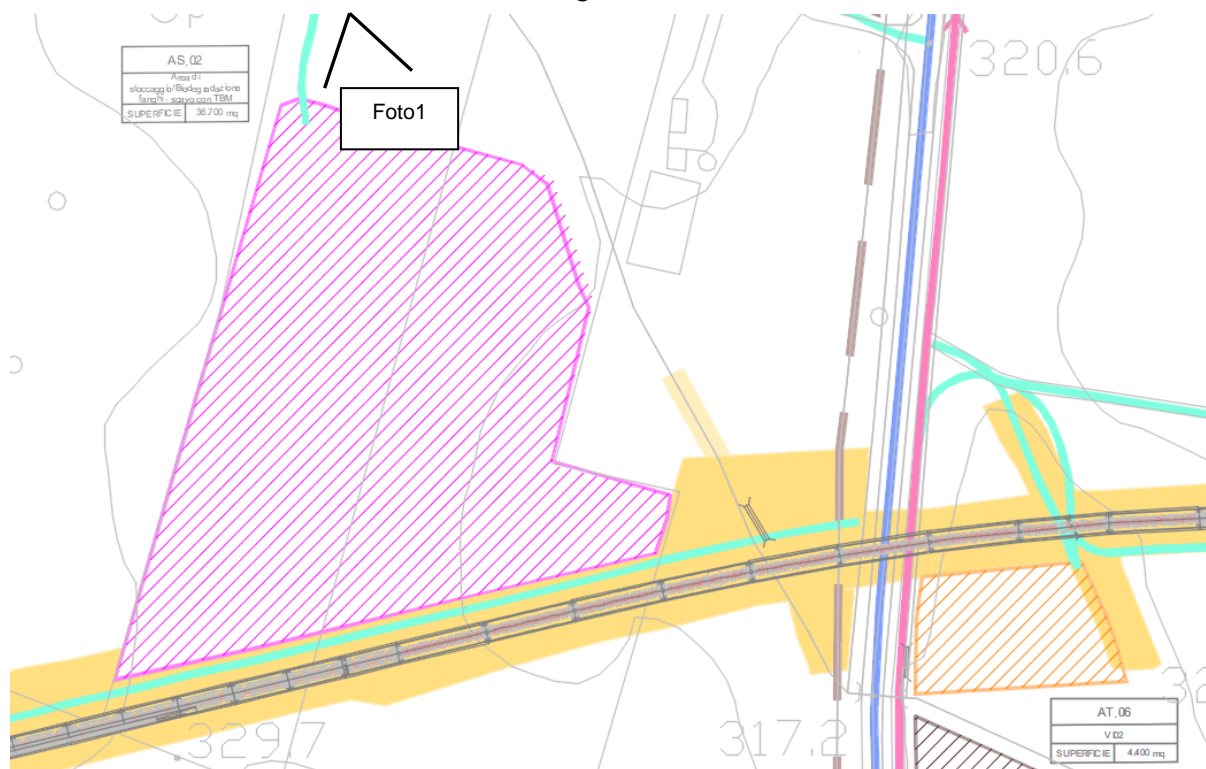 AS.02
Area di
stoccaggio/Biodegradazione
fanghi - scavo con TBM
SUPERFICIE 36.700 mq
Foto1
320.6
329.7
317.2
AT.06
VI02
SUPERFICIE 4.400 mq